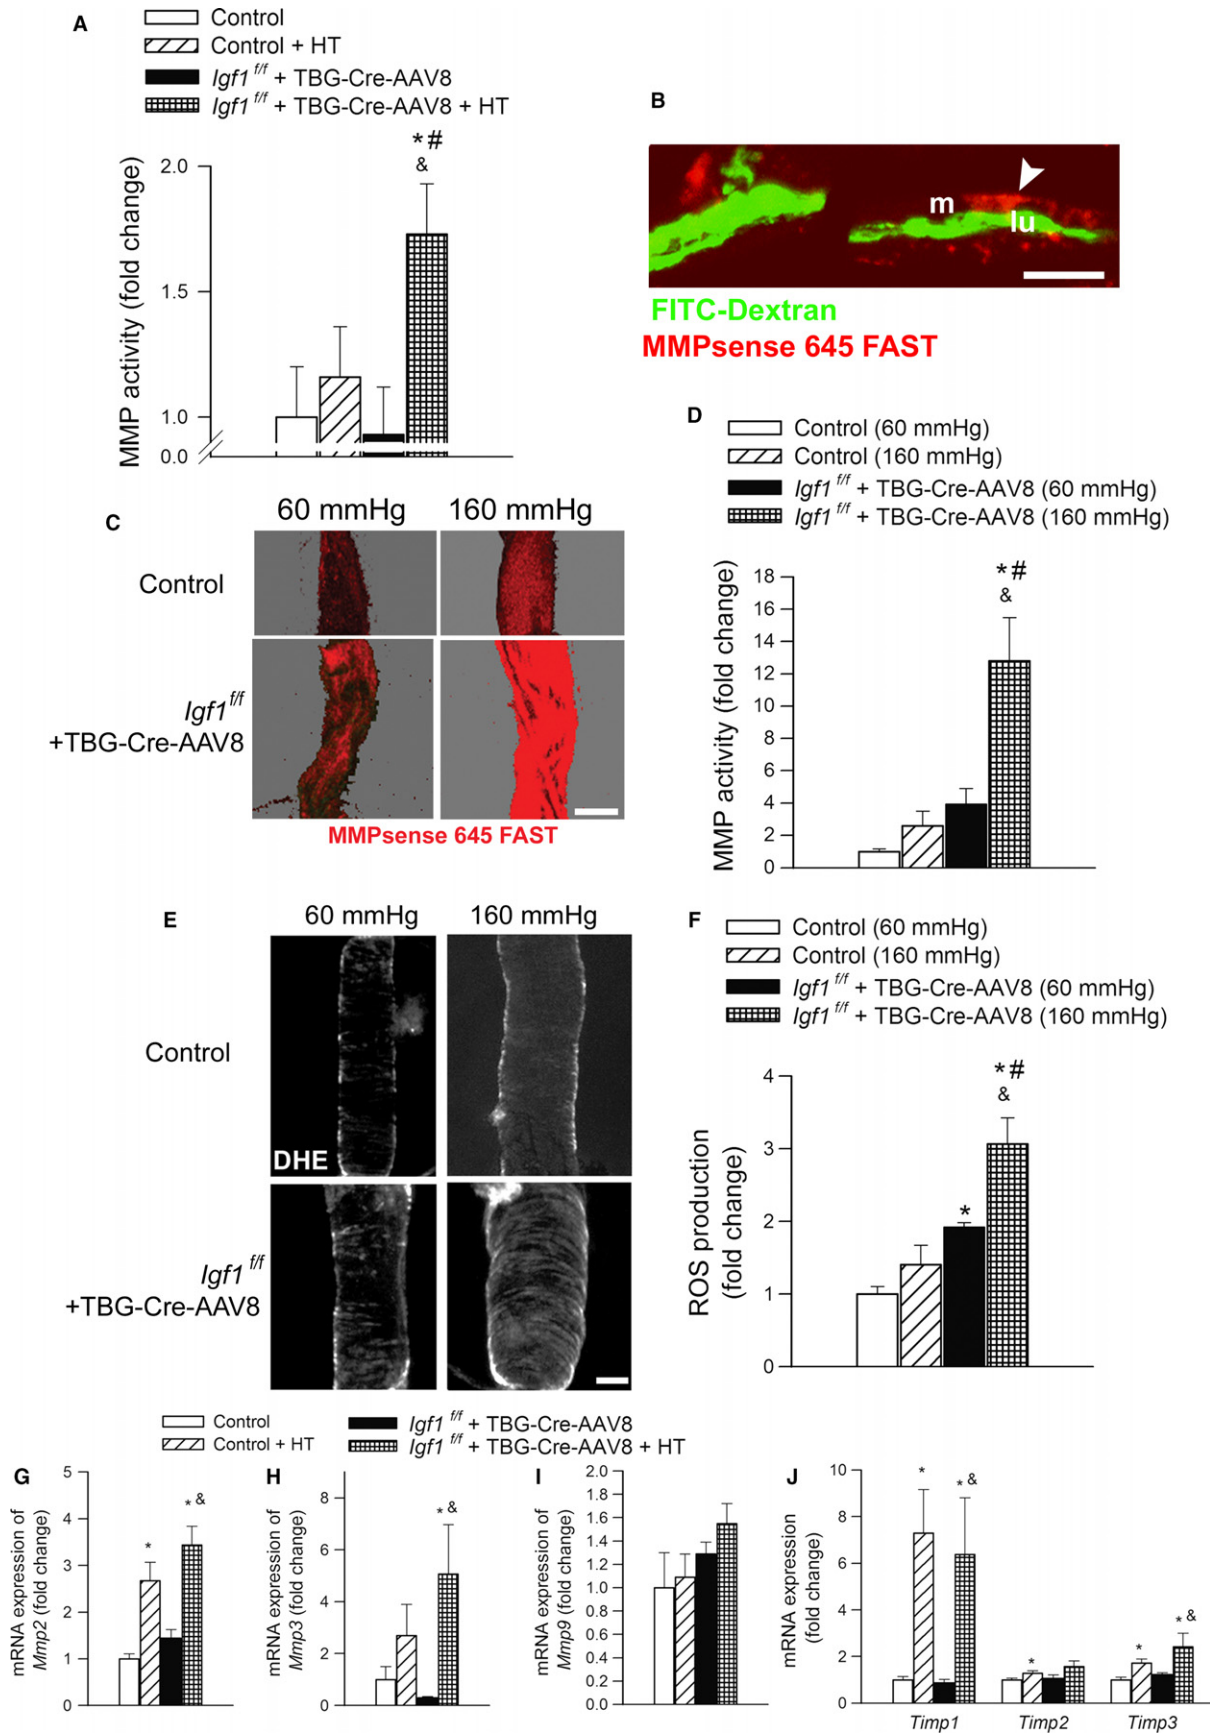 A
Control
Control + HT
Igf1 f/f + TBG-Cre-AAV8
Igf1 f/f + TBG-Cre-AAV8 + HT
MMP activity (fold change)
2.0
1.5
1.0
0.0
*#
&
B
m
lu
FITC-Dextran
MMPsense 645 FAST
C
60 mmHg
160 mmHg
Control
Igf1 f/f
+TBG-Cre-AAV8
MMPsense 645 FAST
D
Control (60 mmHg)
Control (160 mmHg)
Igf1 f/f + TBG-Cre-AAV8 (60 mmHg)
Igf1 f/f + TBG-Cre-AAV8 (160 mmHg)
MMP activity (fold change)
18
16
14
12
10
8
6
4
2
0
*#
&
E
60 mmHg
160 mmHg
Control
DHE
Igf1 f/f
+TBG-Cre-AAV8
F
Control (60 mmHg)
Control (160 mmHg)
Igf1 f/f + TBG-Cre-AAV8 (60 mmHg)
Igf1 f/f + TBG-Cre-AAV8 (160 mmHg)
ROS production
(fold change)
4
3
2
1
0
*
*#
&
Control
Control + HT
Igf1 f/f + TBG-Cre-AAV8
Igf1 f/f + TBG-Cre-AAV8 + HT
G
mRNA expression of
Mmp2 (fold change)
5
4
3
2
1
0
*
* &
H
mRNA expression of
Mmp3 (fold change)
8
6
4
2
0
* &
I
mRNA expression of
Mmp9 (fold change)
2.0
1.8
1.6
1.4
1.2
1.0
0.8
0.6
0.4
0.2
0.0
J
mRNA expression
(fold change)
10
8
6
4
2
0
*
* &
*
*
* &
Timp1
Timp2
Timp3